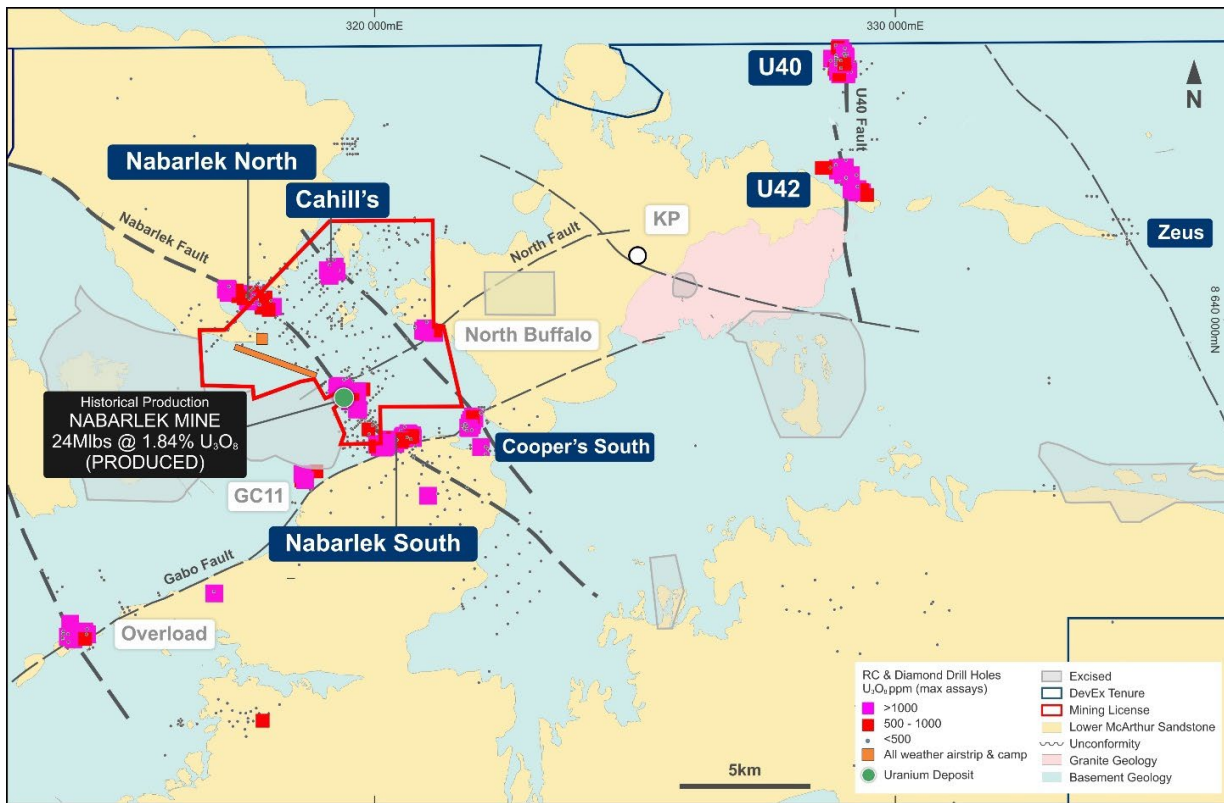 320 000mE
330 000mE
U40
N
U40 Fault
Nabarlek North
Cahill's
U42
Nabarlek Fault
KP
North Fault
Zeus
8 640 000mN
North Buffalo
Historical Production
NABARLEK MINE
24Mlbs @ 1.84% U₃O₈
(PRODUCED)
Cooper's South
GC11
Nabarlek South
Gabo Fault
Overload
5km
RC & Diamond Drill Holes
U₃O₈ ppm (max assays)
>1000
500 - 1000
<500
All weather airstrip & camp
Uranium Deposit
Excised
DevEx Tenure
Mining License
Lower McArthur Sandstone
Unconformity
Granite Geology
Basement Geology